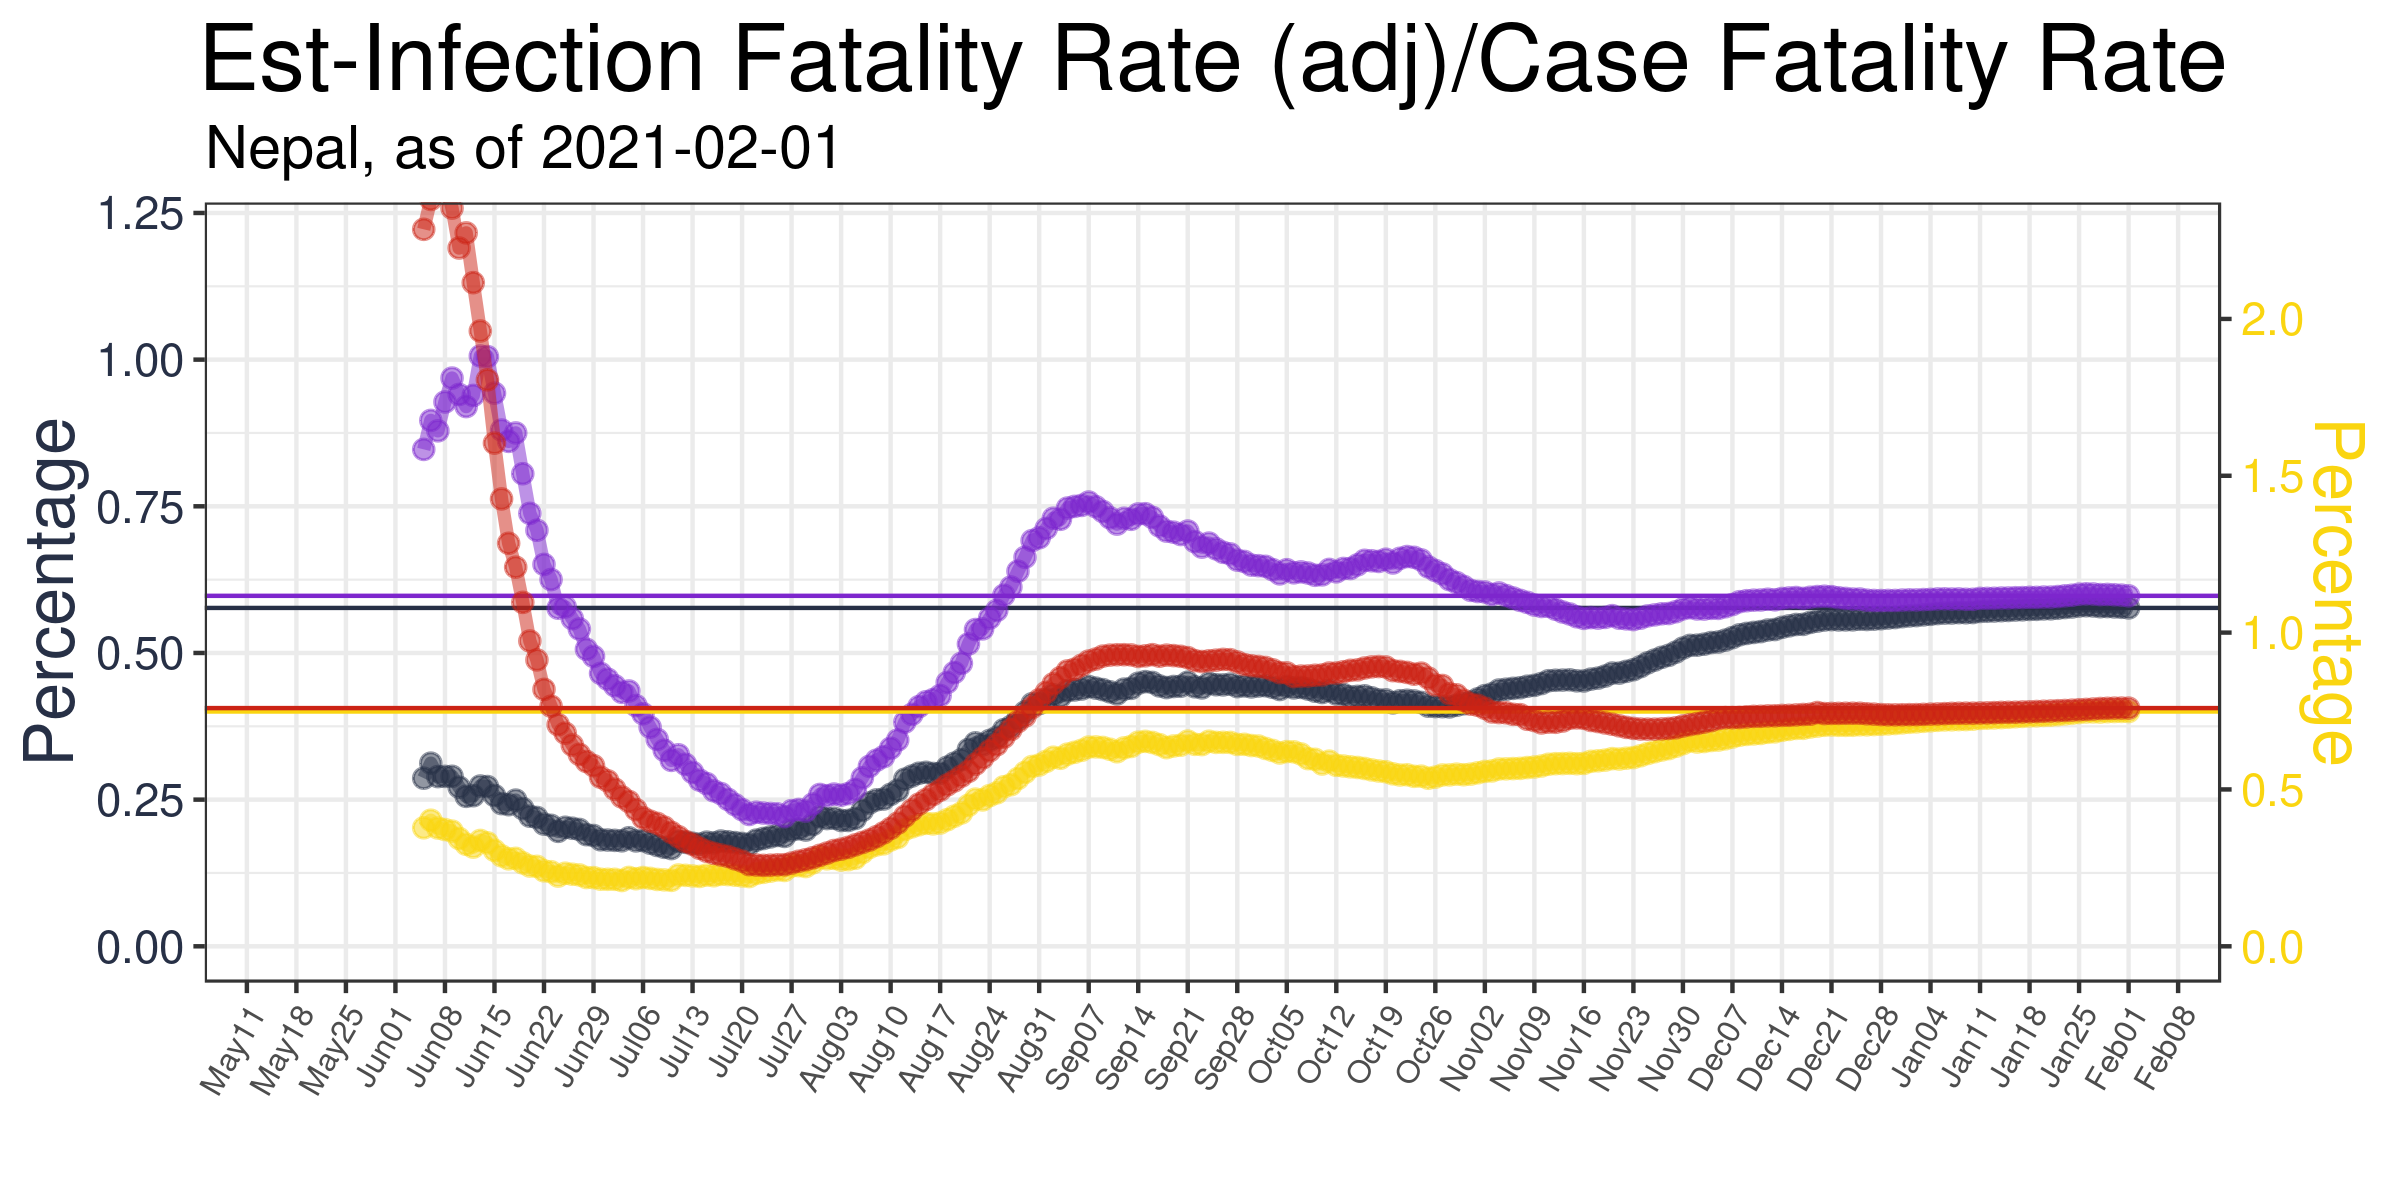 Est-Infection Fatality Rate (adj)/Case Fatality Rate
Nepal, as of 2021-02-01
Percentage
1.25
1.00
0.75
0.50
0.25
0.00
2.0
1.5
1.0
0.5
0.0
Percentage
May11
May18
May25
Jun01
Jun08
Jun15
Jun22
Jun29
Jul06
Jul13
Jul20
Jul27
Aug03
Aug10
Aug17
Aug24
Aug31
Sep07
Sep14
Sep21
Sep28
Oct05
Oct12
Oct19
Oct26
Nov02
Nov09
Nov16
Nov23
Nov30
Dec07
Dec14
Dec21
Dec28
Jan04
Jan11
Jan18
Jan25
Feb01
Feb08